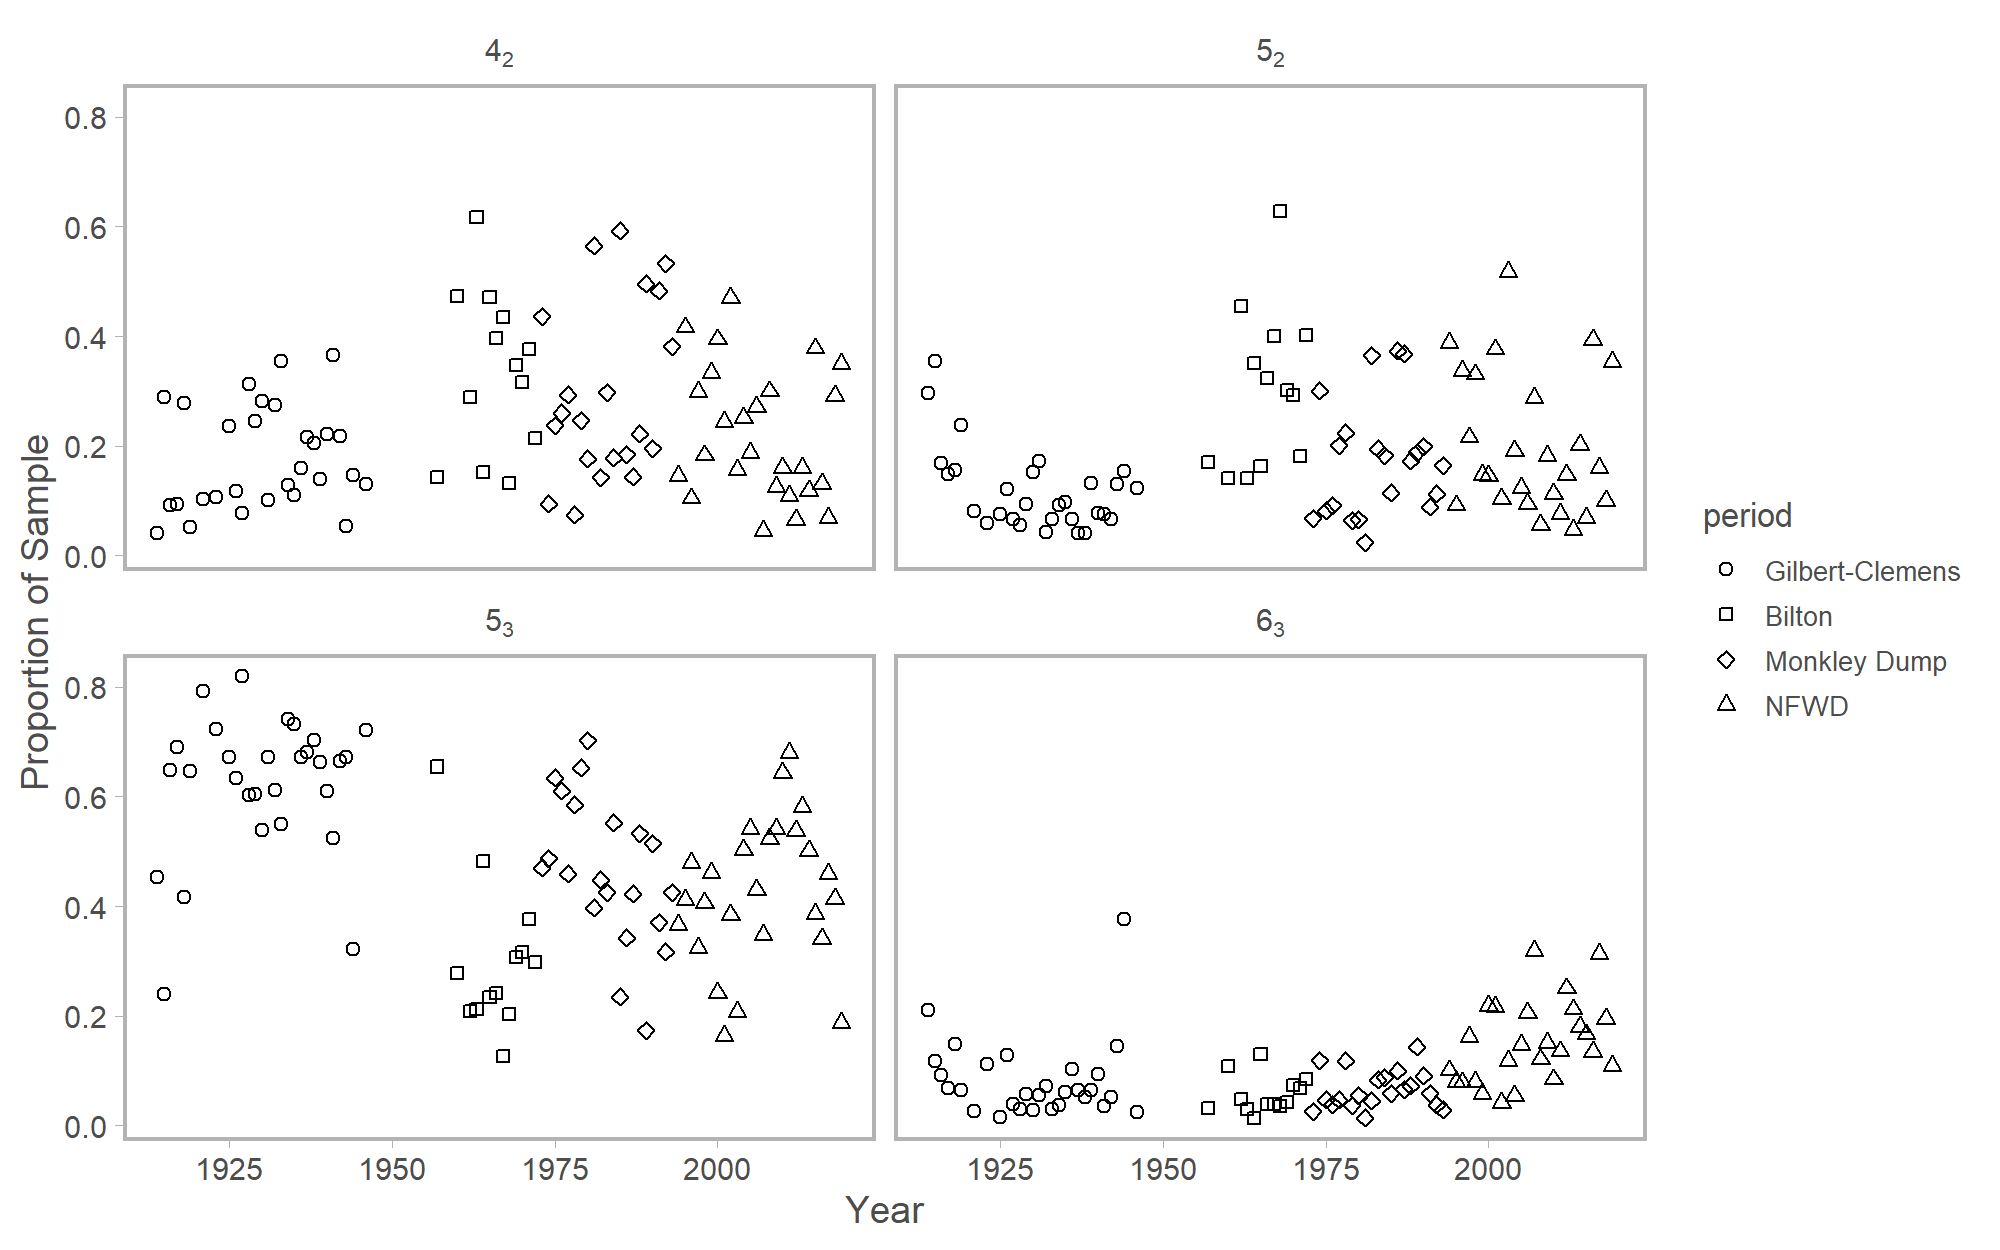 4₂
5₂
0.8
0.6
0.4
0.2
0.0
5₃
6₃
0.8
0.6
0.4
0.2
0.0
1925 1950 1975 2000
1925 1950 1975 2000
Year
Proportion of Sample
period
Gilbert-Clemens
Bilton
Monkley Dump
NFWD